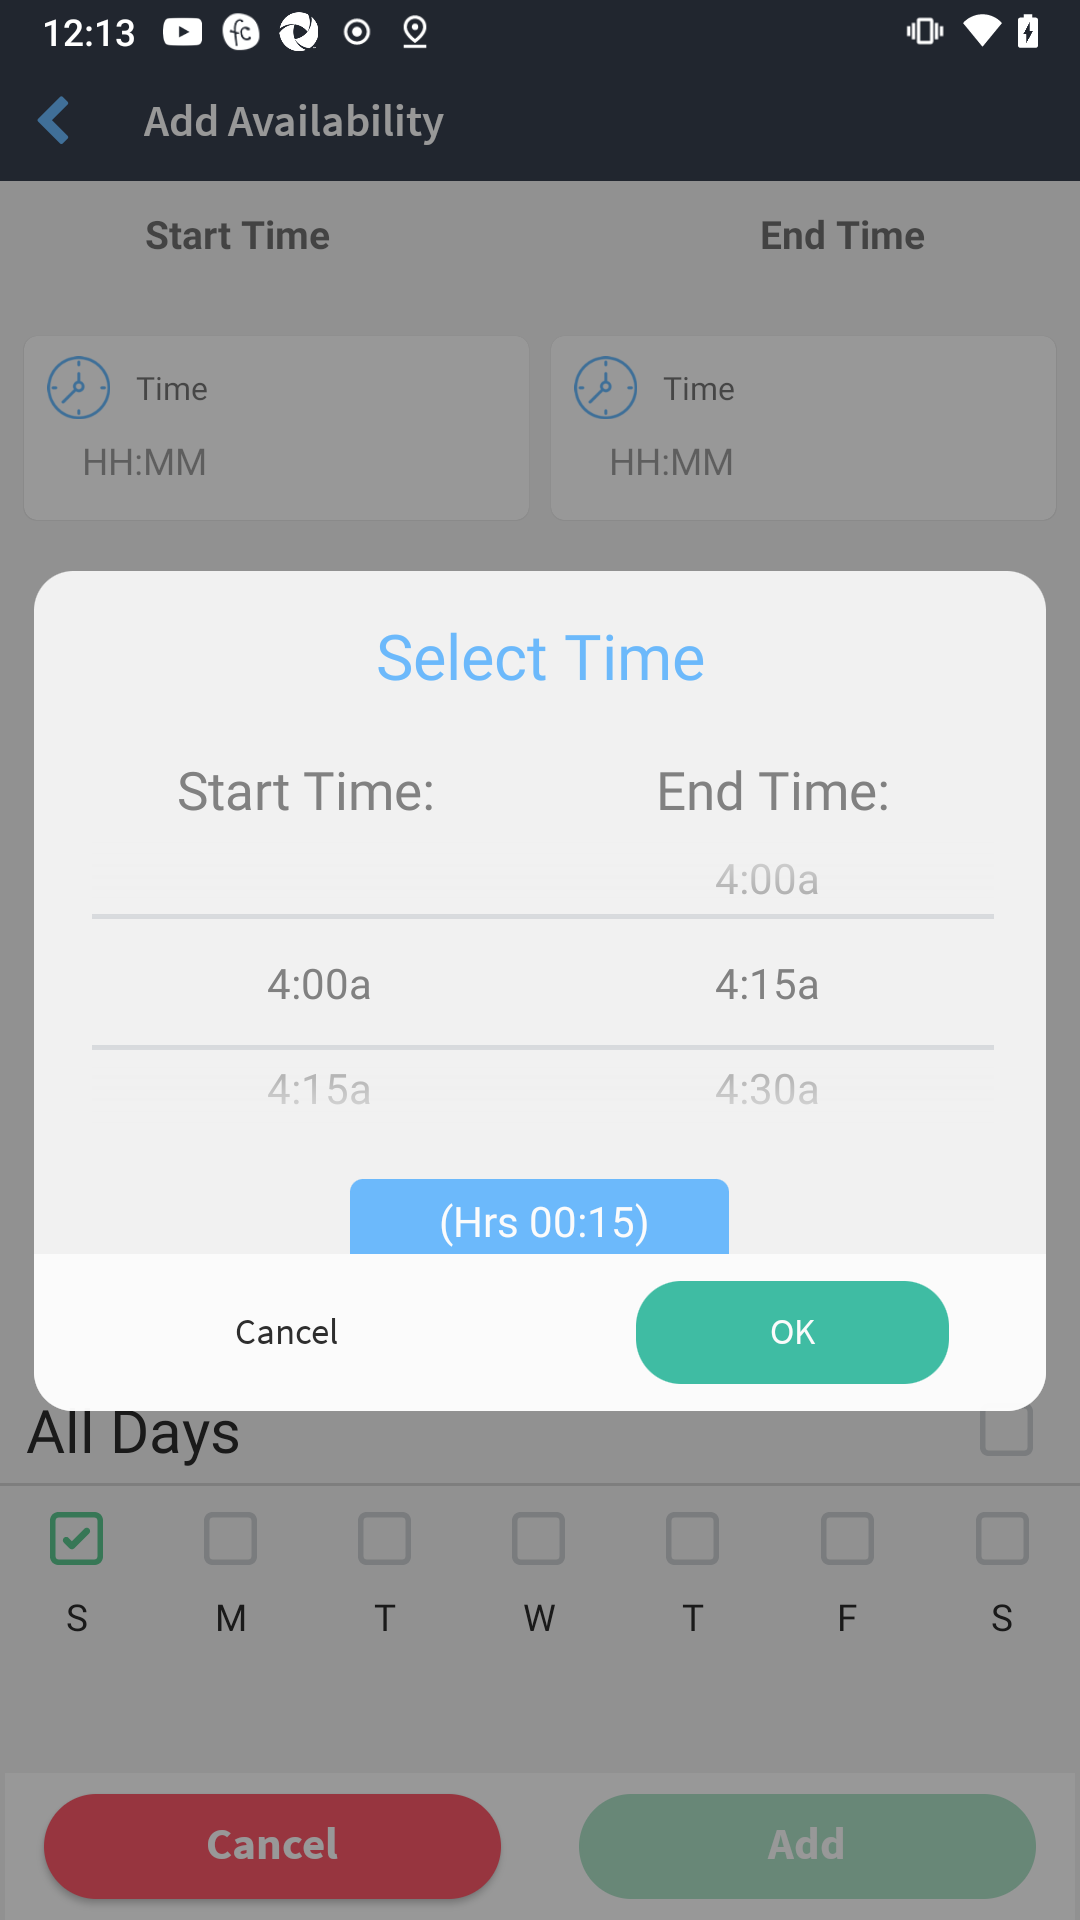 12:13
Add Availability
Start Time End Time
Time Time
HH:MM HH:MM
Select Time
Start Time: End Time:
4:00a
4:00a 4:15a
4:15a 4:30a
(Hrs 00:15)
Cancel OK
All Days
S M T W T F S
Cancel Add